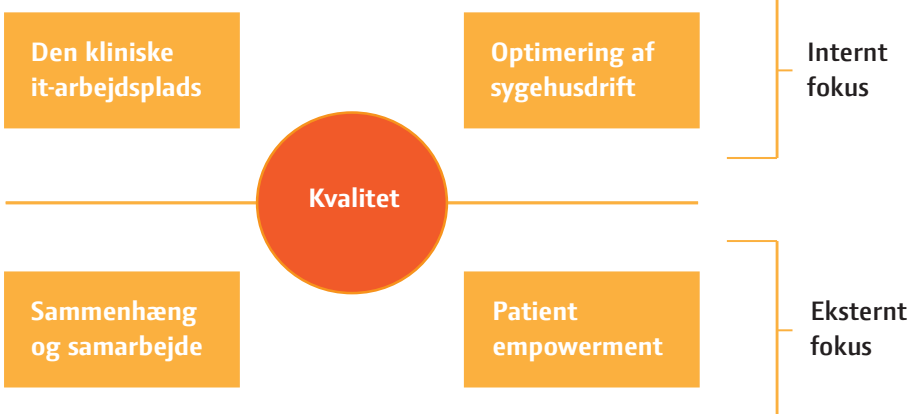 Den kliniske
it-arbejdsplads
Optimering af
sygehusdrift
Internt
fokus
Kvalitet
Sammenhæng
og samarbejde
Patient
empowerment
Eksternt
fokus